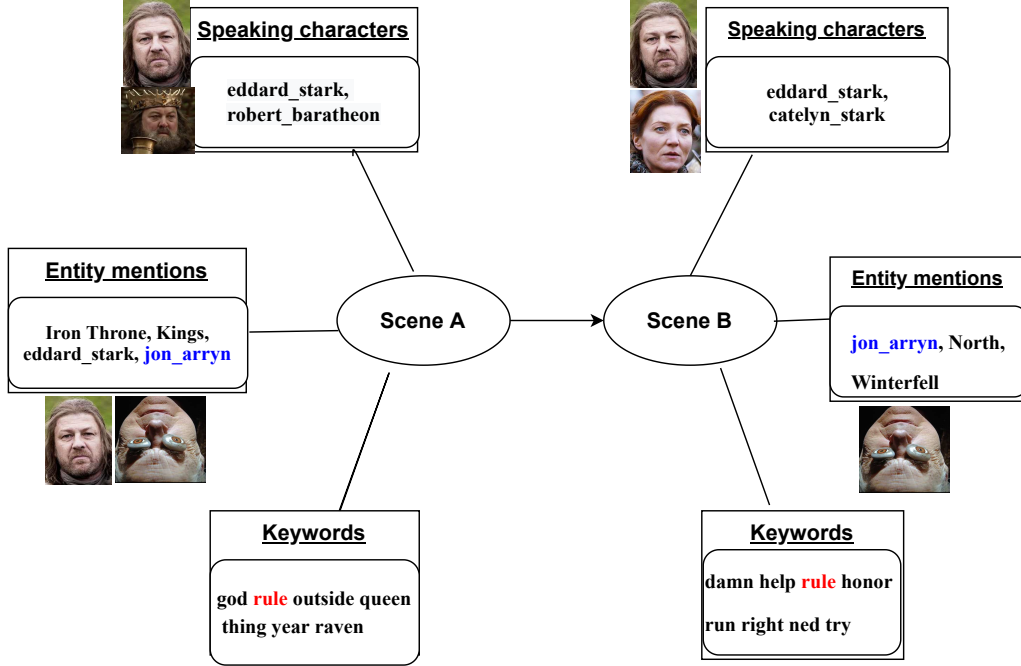 Speaking characters
eddard_stark,
robert_baratheon
Speaking characters
eddard_stark,
catelyn_stark
Entity mentions
Iron Throne, Kings,
eddard_stark, jon_arryn
Scene A
Scene B
Entity mentions
jon_arryn, North,
Winterfell
Keywords
god rule outside queen
thing year raven
Keywords
damn help rule honor
run right ned try